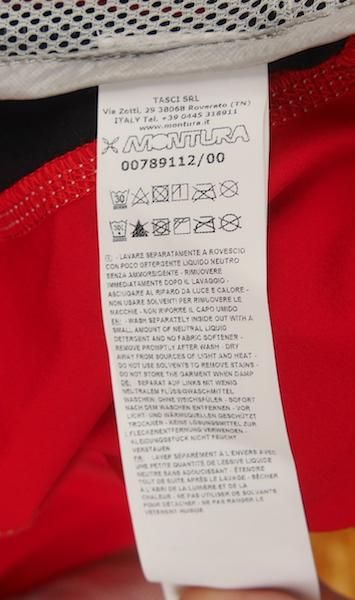 TASCI SRL
Via Zotti, 29 38068 Rovereto (TN)
ITALY Tel. +39 0445 318911
www.montura.it
MONTURA
00789112/00
30
30
IT: - LAVARE SEPARATAMENTE A ROVESCIO
CON POCO DETERGENTE LIQUIDO NEUTRO
SENZA AMMORBIDENTE - RIMUOVERE
IMMEDIATAMENTE DOPO IL LAVAGGIO -
ASCIUGARE AL RIPARO DA LUCE E CALORE -
NON USARE SOLVENTI PER RIMUOVERE LE
MACCHIE - NON RIPORRE IL CAPO UMIDO
EN: - WASH SEPARATELY INSIDE OUT WITH A
SMALL AMOUNT OF NEUTRAL LIQUID
DETERGENT AND NO FABRIC SOFTENER -
REMOVE PROMPTLY AFTER WASH - DRY
AWAY FROM SOURCES OF LIGHT AND HEAT -
DO NOT USE SOLVENTS TO REMOVE STAINS -
DO NOT STORE THE GARMENT WHEN DAMP
DE: SEPARAT AUF LINKS MIT WENIG
NEUTRALEM FLÜSSIGWASCHMITTEL
WASCHEN, OHNE WEICHSPÜLER - SOFORT
NACH DEM WASCHEN ENTFERNEN - VOR
LICHT- UND WÄRMEQUELLEN GESCHÜTZT
TROCKNEN - KEINE LÖSUNGSMITTEL ZUR
FLECKENENTFERNUNG VERWENDEN -
KLEIDUNGSSTÜCK NICHT FEUCHT
VERSTAUEN
FR: - LAVER SÉPARÉMENT À L'ENVERS AVEC
UNE PETITE QUANTITÉ DE LESSIVE LIQUIDE
NEUTRE SANS ADOUCISSANT - ÉTENDRE
TOUT DE SUITE APRÈS LE LAVAGE - SÉCHER
À L'ABRI DE LA LUMIÈRE ET DE LA
CHALEUR - NE PAS UTILISER DE SOLVANTS
POUR DÉTACHER - NE PAS RANGER LE
VÊTEMENT HUMIDE